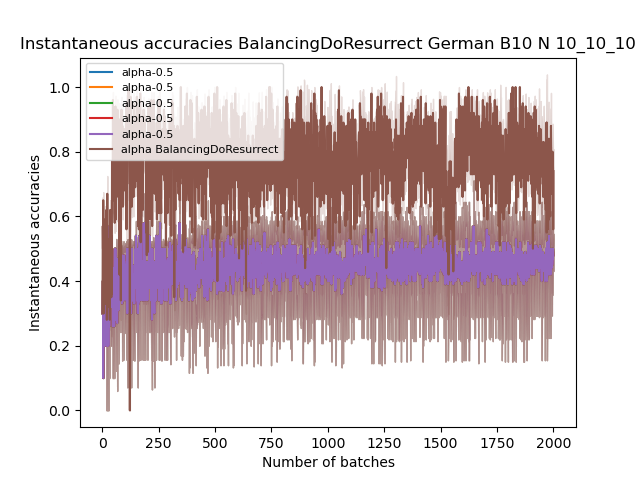 Instantaneous accuracies BalancingDoResurrect German B10 N 10_10_10
1.0
0.8
0.6
0.4
0.2
0.0
Instantaneous accuracies
alpha-0.5
alpha-0.5
alpha-0.5
alpha-0.5
alpha-0.5
alpha BalancingDoResurrect
0 250 500 750 1000 1250 1500 1750 2000
Number of batches